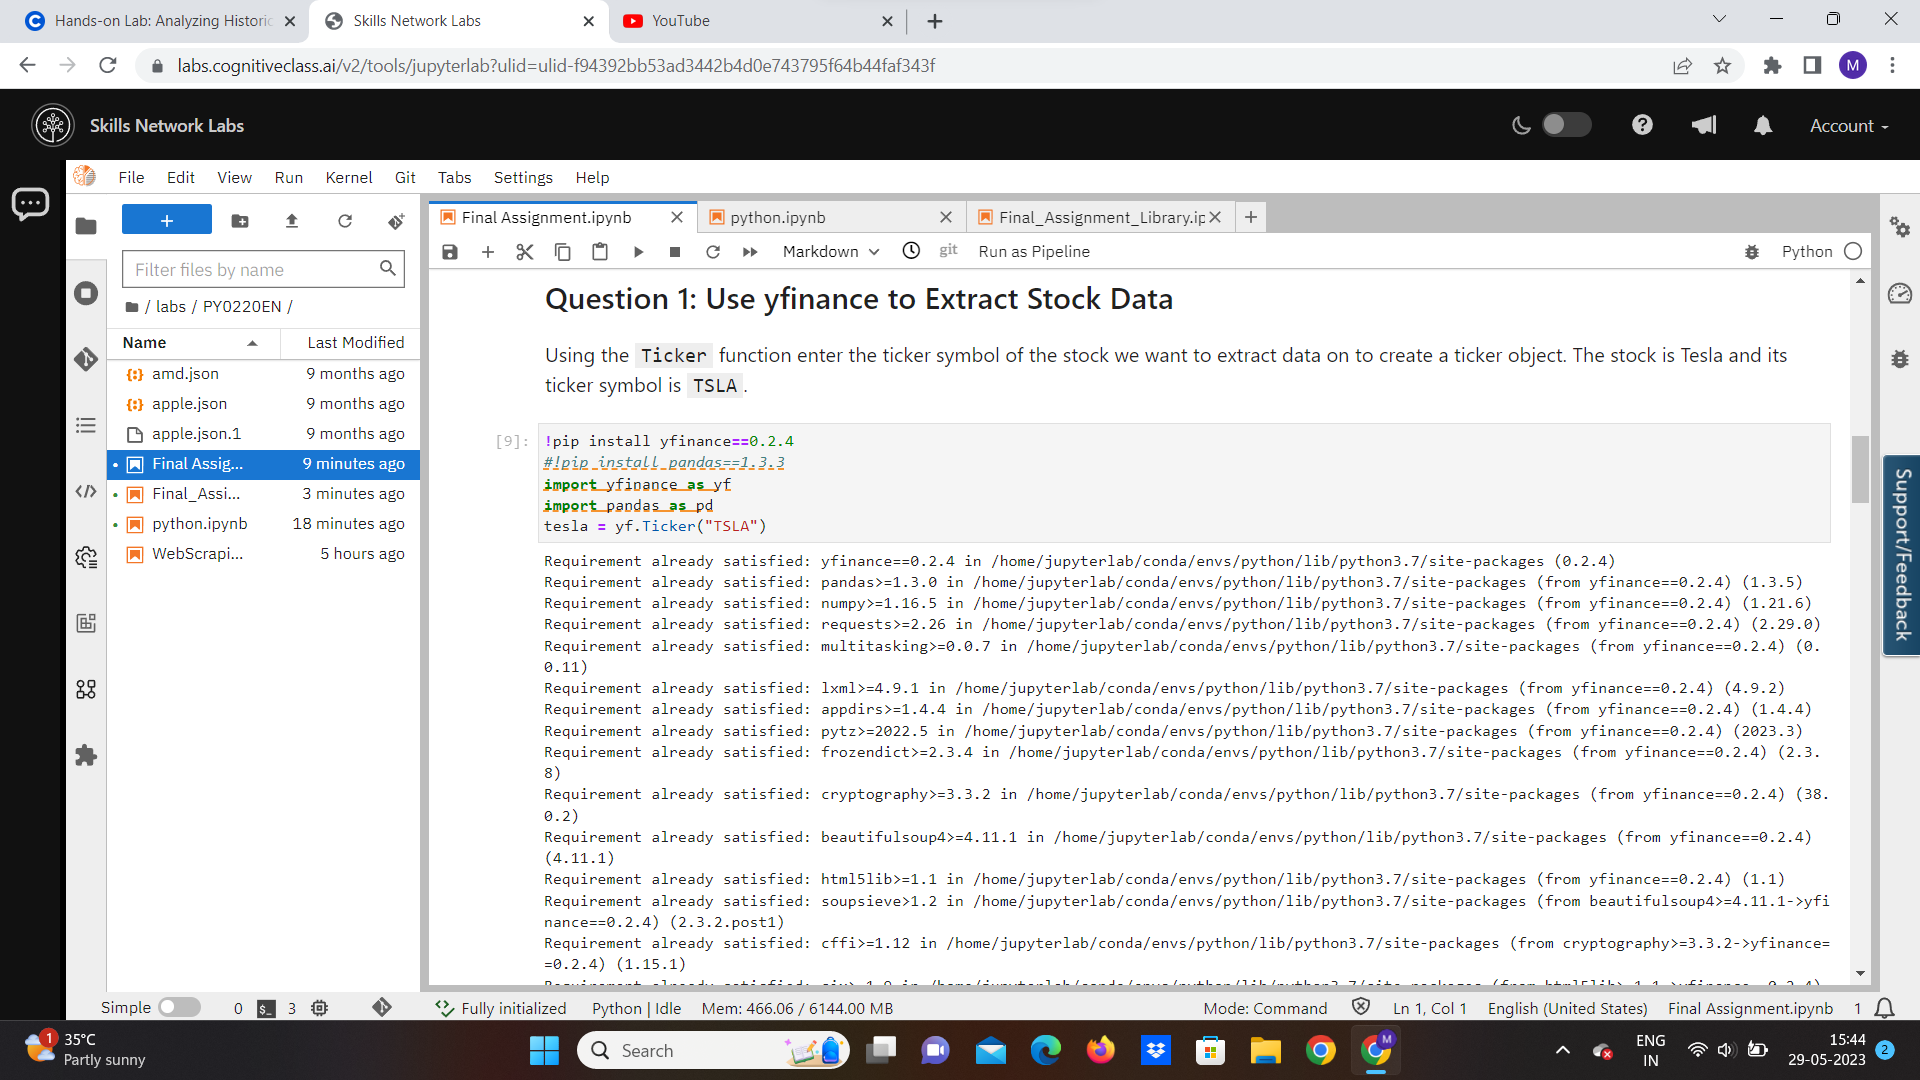 Hands-on Lab: Analyzing Historic
Skills Network Labs
YouTube
labs.cognitiveclass.ai/v2/tools/jupyterlab?ulid=ulid-f94392bb53ad3442b4d0e743795f64b44faf343f
M
Skills Network Labs
Account
File Edit View Run Kernel Git Tabs Settings Help
Final Assignment.ipynb
python.ipynb
Final_Assignment_Library.ip
Markdown
git
Run as Pipeline
Python
Filter files by name
/ labs / PY0220EN /
Name Last Modified
amd.json 9 months ago
apple.json 9 months ago
apple.json.1 9 months ago
Final Assig... 9 minutes ago
Final_Assi... 3 minutes ago
python.ipynb 18 minutes ago
WebScrapi... 5 hours ago
Question 1: Use yfinance to Extract Stock Data
Using the Ticker function enter the ticker symbol of the stock we want to extract data on to create a ticker object. The stock is Tesla and its
ticker symbol is TSLA .
[9]:
!pip install yfinance==0.2.4
#!pip install pandas==1.3.3
import yfinance as yf
import pandas as pd
tesla = yf.Ticker("TSLA")
Requirement already satisfied: yfinance==0.2.4 in /home/jupyterlab/conda/envs/python/lib/python3.7/site-packages (0.2.4)
Requirement already satisfied: pandas>=1.3.0 in /home/jupyterlab/conda/envs/python/lib/python3.7/site-packages (from yfinance==0.2.4) (1.3.5)
Requirement already satisfied: numpy>=1.16.5 in /home/jupyterlab/conda/envs/python/lib/python3.7/site-packages (from yfinance==0.2.4) (1.21.6)
Requirement already satisfied: requests>=2.26 in /home/jupyterlab/conda/envs/python/lib/python3.7/site-packages (from yfinance==0.2.4) (2.29.0)
Requirement already satisfied: multitasking>=0.0.7 in /home/jupyterlab/conda/envs/python/lib/python3.7/site-packages (from yfinance==0.2.4) (0.
0.11)
Requirement already satisfied: lxml>=4.9.1 in /home/jupyterlab/conda/envs/python/lib/python3.7/site-packages (from yfinance==0.2.4) (4.9.2)
Requirement already satisfied: appdirs>=1.4.4 in /home/jupyterlab/conda/envs/python/lib/python3.7/site-packages (from yfinance==0.2.4) (1.4.4)
Requirement already satisfied: pytz>=2022.5 in /home/jupyterlab/conda/envs/python/lib/python3.7/site-packages (from yfinance==0.2.4) (2023.3)
Requirement already satisfied: frozendict>=2.3.4 in /home/jupyterlab/conda/envs/python/lib/python3.7/site-packages (from yfinance==0.2.4) (2.3.
8)
Requirement already satisfied: cryptography>=3.3.2 in /home/jupyterlab/conda/envs/python/lib/python3.7/site-packages (from yfinance==0.2.4) (38.
0.2)
Requirement already satisfied: beautifulsoup4>=4.11.1 in /home/jupyterlab/conda/envs/python/lib/python3.7/site-packages (from yfinance==0.2.4)
(4.11.1)
Requirement already satisfied: html5lib>=1.1 in /home/jupyterlab/conda/envs/python/lib/python3.7/site-packages (from yfinance==0.2.4) (1.1)
Requirement already satisfied: soupsieve>1.2 in /home/jupyterlab/conda/envs/python/lib/python3.7/site-packages (from beautifulsoup4>=4.11.1->yfi
nance==0.2.4) (2.3.2.post1)
Requirement already satisfied: cffi>=1.12 in /home/jupyterlab/conda/envs/python/lib/python3.7/site-packages (from cryptography>=3.3.2->yfinance=
=0.2.4) (1.15.1)
Support/Feedback
Simple 0 3 Fully initialized Python | Idle Mem: 466.06 / 6144.00 MB Mode: Command Ln 1, Col 1 English (United States) Final Assignment.ipynb 1
1
35°C
Partly sunny
Search
M
ENG
IN
15:44
29-05-2023
2